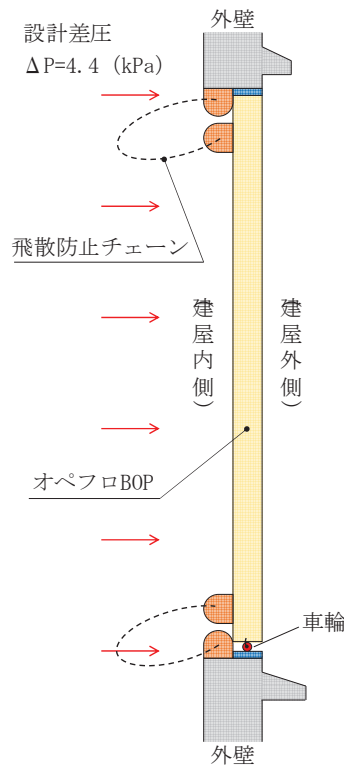 外壁
設計差圧
ΔP=4.4 (kPa)
飛散防止チェーン
（建屋内側）
（建屋外側）
オペフロBOP
車輪
外壁